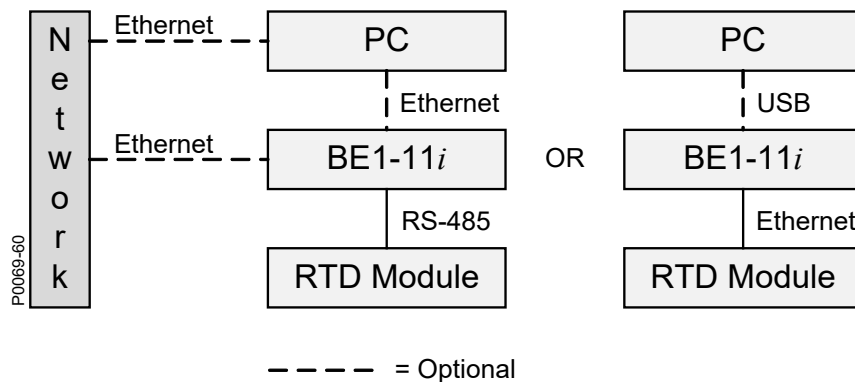 Network
Ethernet
PC
Ethernet
Ethernet
BE1-11i
RS-485
RTD Module
OR
PC
USB
BE1-11i
Ethernet
RTD Module
P0069-60
= Optional